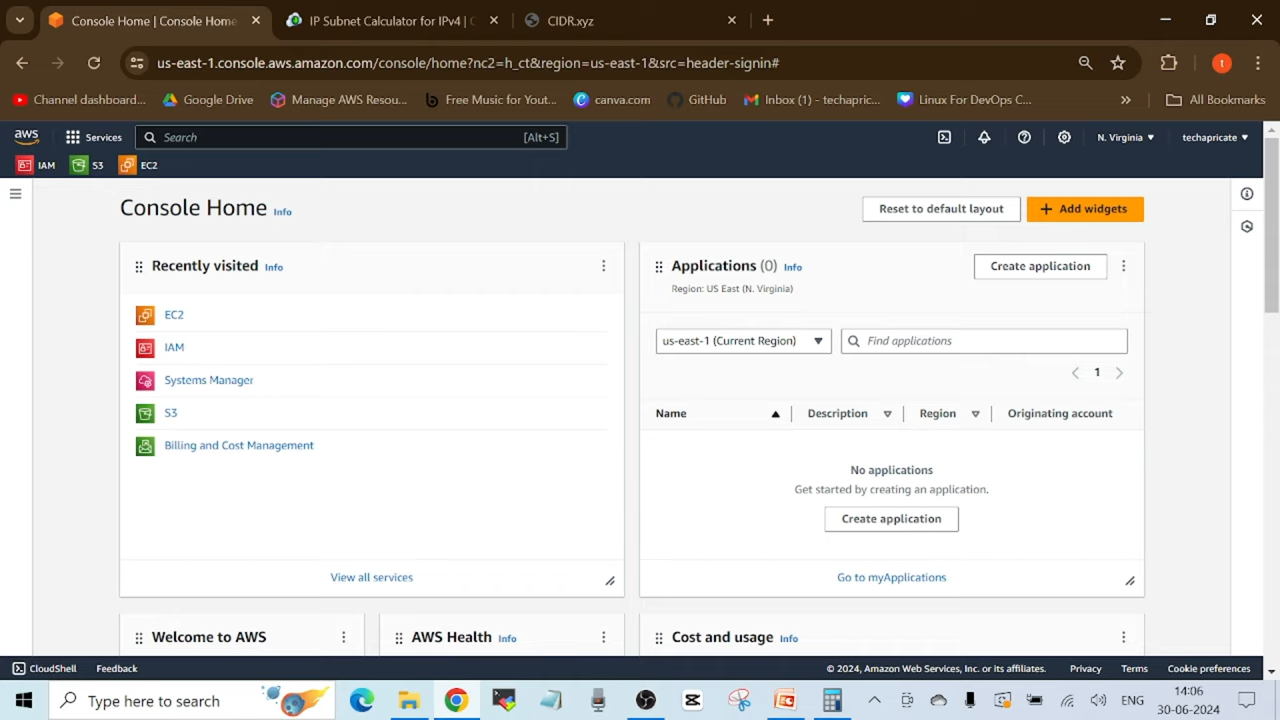 Console Home | Console Home
IP Subnet Calculator for IPv4 | C
CIDR.xyz
us-east-1.console.aws.amazon.com/console/home?nc2=h_ct&region=us-east-1&src=header-signin#
t
Channel dashboard...
Google Drive
Manage AWS Resou...
Free Music for Yout...
canva.com
GitHub
Inbox (1) - techapric...
Linux For DevOps C...
All Bookmarks
aws
Services
Search
[Alt+S]
N. Virginia
techapricate
IAM
S3
EC2
Console Home Info
Reset to default layout
Add widgets
Recently visited Info
EC2
IAM
Systems Manager
S3
Billing and Cost Management
View all services
Applications (0) Info
Region: US East (N. Virginia)
Create application
us-east-1 (Current Region)
Find applications
1
Name
Description
Region
Originating account
No applications
Get started by creating an application.
Create application
Go to myApplications
Welcome to AWS
AWS Health Info
Cost and usage Info
CloudShell
Feedback
© 2024, Amazon Web Services, Inc. or its affiliates.
Privacy
Terms
Cookie preferences
Type here to search
ENG
14:06
30-06-2024